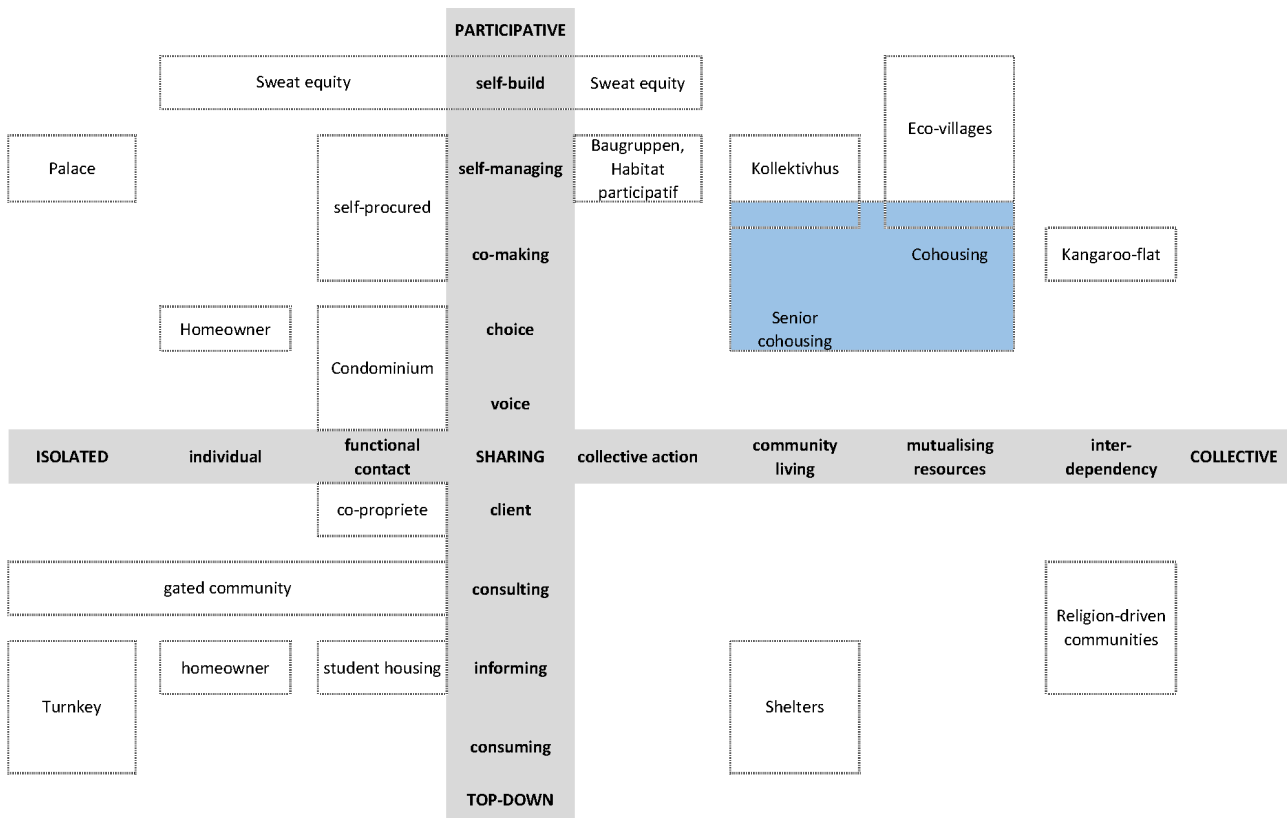 PARTICIPATIVE
Sweat equity
self-build
Sweat equity
Eco-villages
Palace
self-managing
Baugruppen,
Habitat
participatif
Kollektivhus
self-procured
co-making
Cohousing
Kangaroo-flat
Homeowner
choice
Senior
cohousing
Condominium
voice
ISOLATED
individual
functional
contact
SHARING
collective action
community
living
mutualising
resources
inter-
dependency
COLLECTIVE
co-propriete
client
gated community
consulting
Religion-driven
communities
homeowner
student housing
informing
Turnkey
Shelters
consuming
TOP-DOWN